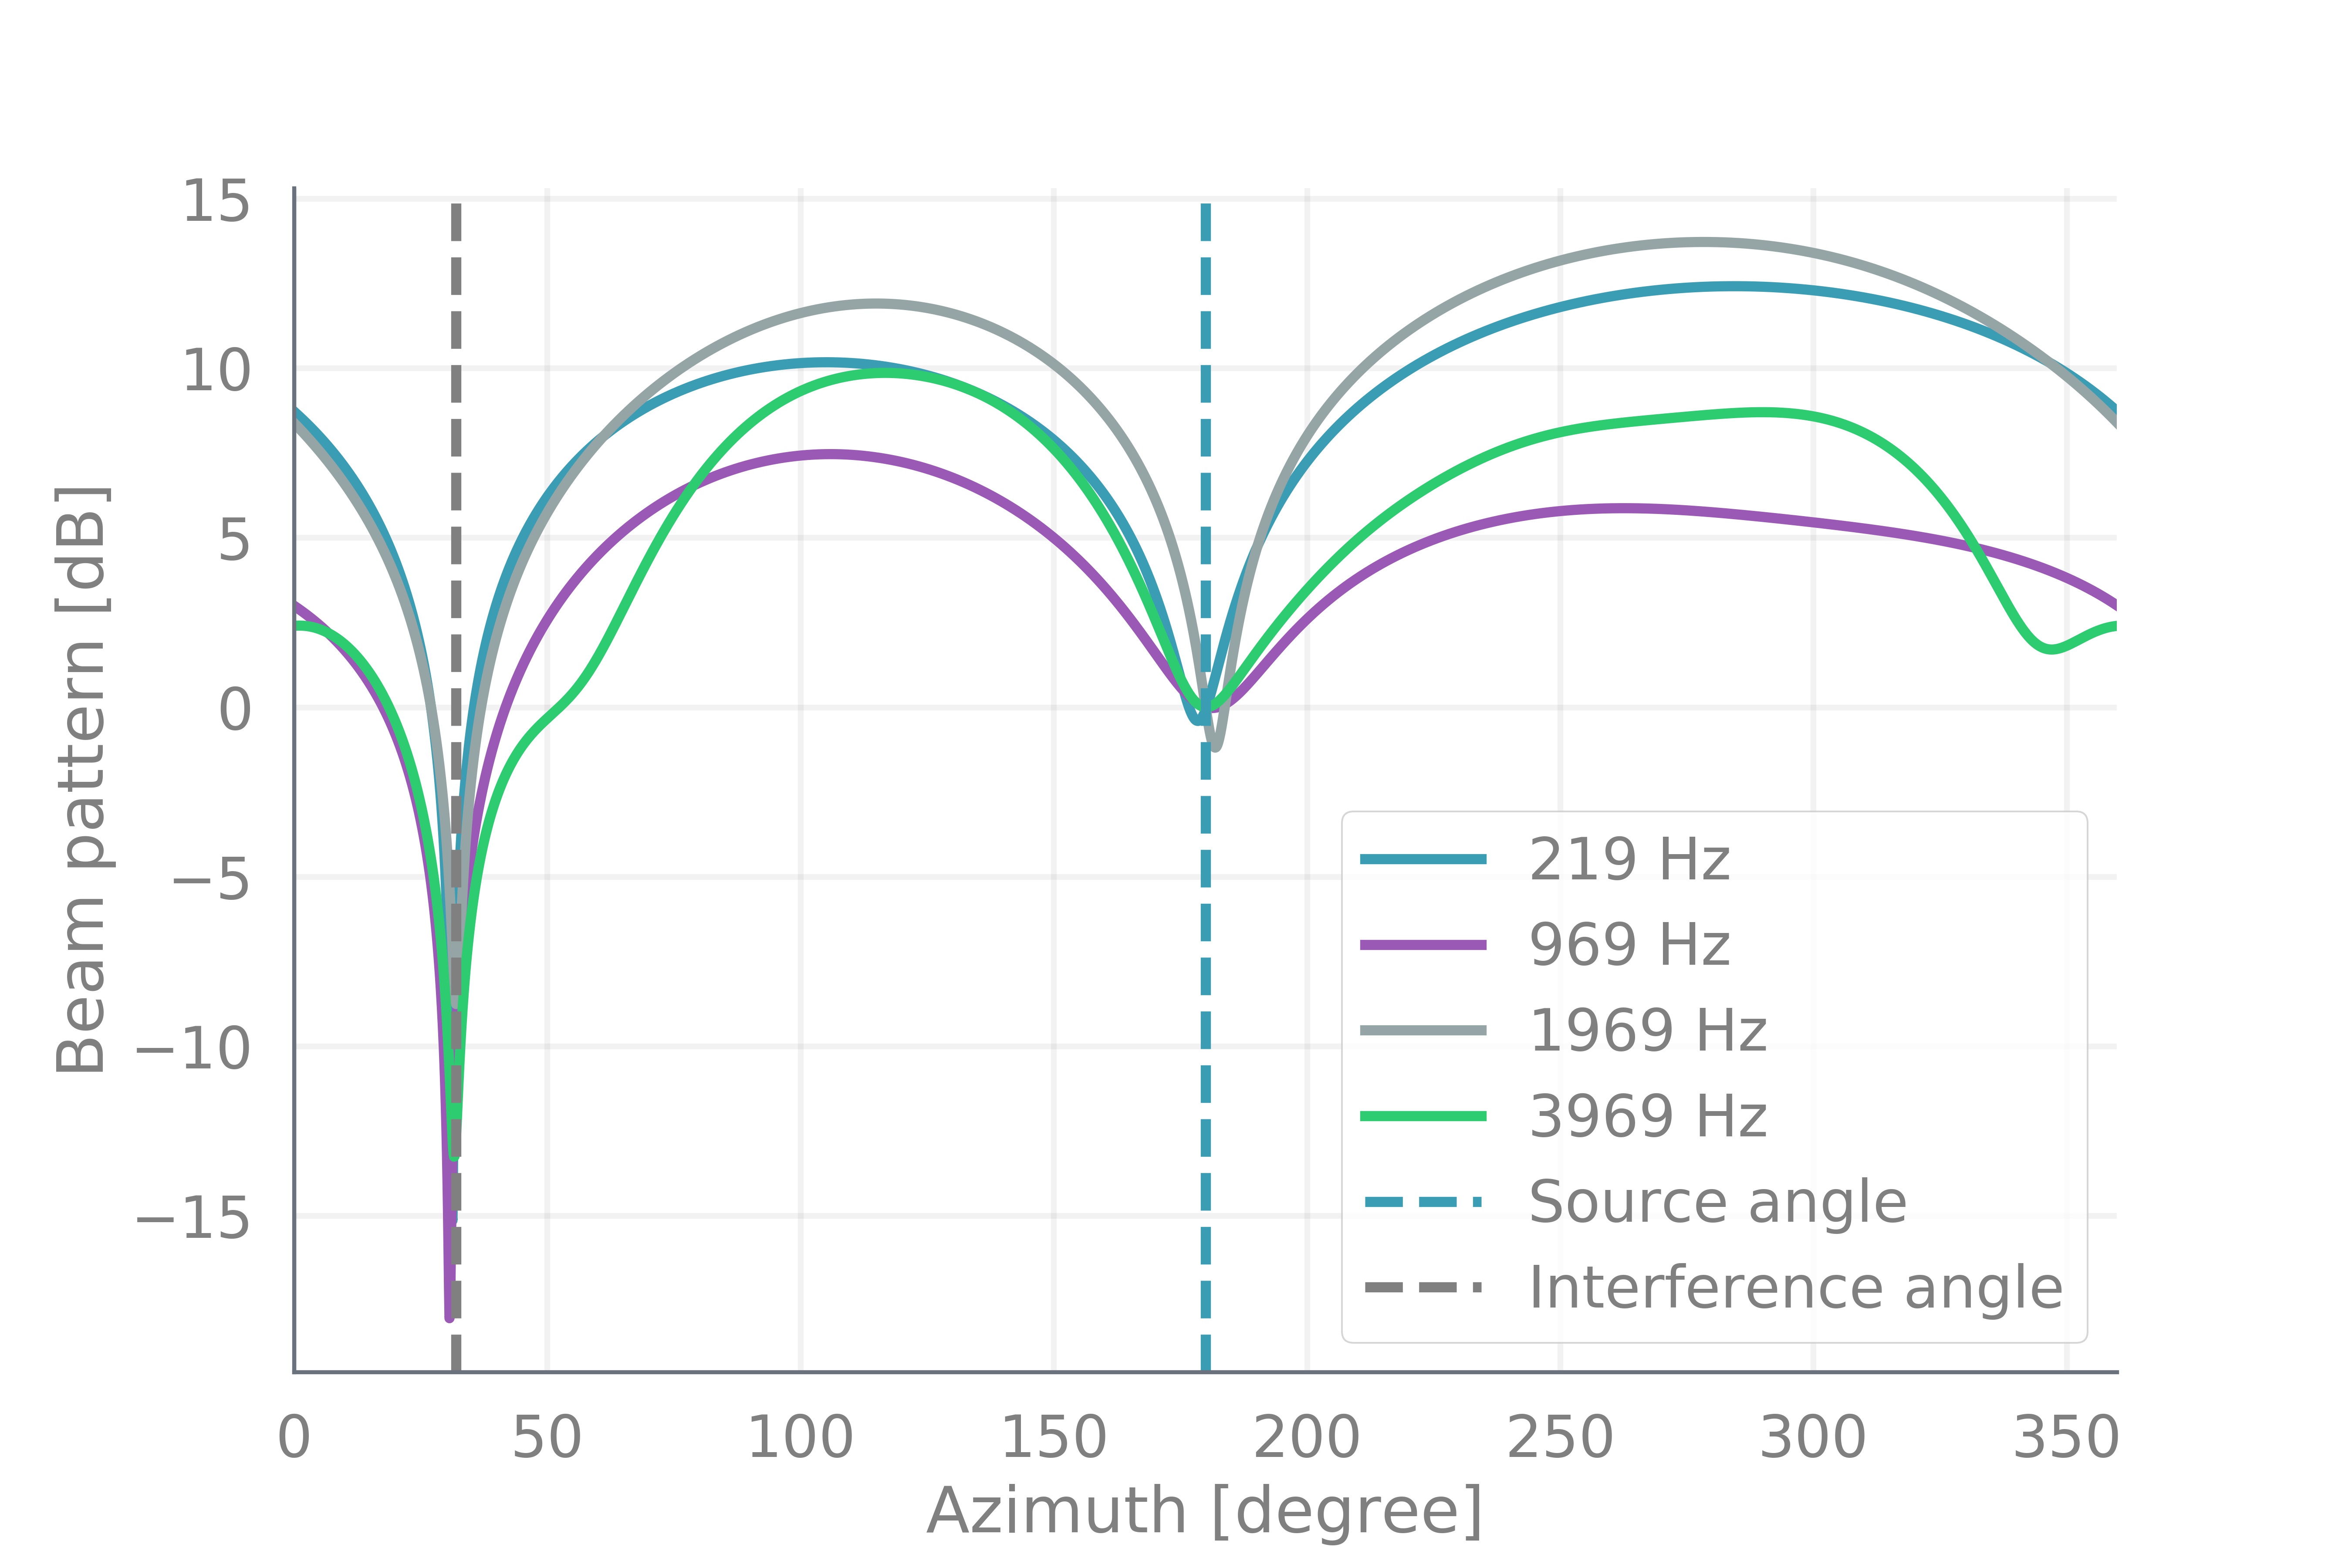 15
10
5
0
−5
−10
−15
Beam pattern [dB]
219 Hz
969 Hz
1969 Hz
3969 Hz
Source angle
Interference angle
0 50 100 150 200 250 300 350
Azimuth [degree]